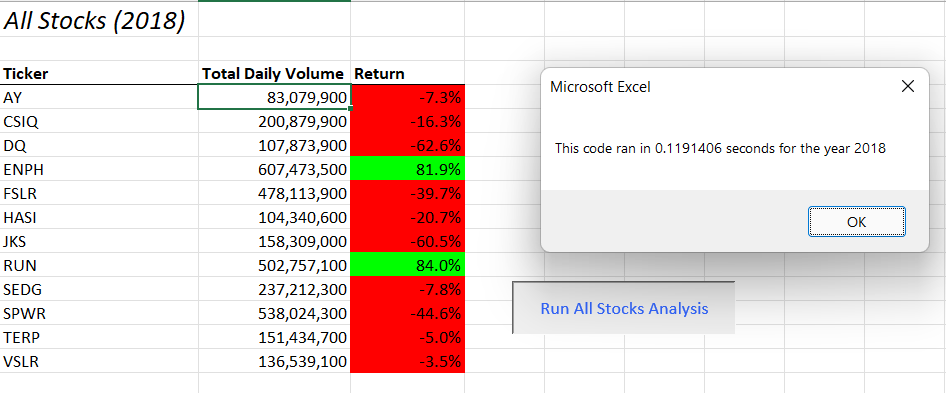 All Stocks (2018)
Ticker Total Daily Volume Return
AY 83,079,900 -7.3%
CSIQ 200,879,900 -16.3%
DQ 107,873,900 -62.6%
ENPH 607,473,500 81.9%
FSLR 478,113,900 -39.7%
HASI 104,340,600 -20.7%
JKS 158,309,000 -60.5%
RUN 502,757,100 84.0%
SEDG 237,212,300 -7.8%
SPWR 538,024,300 -44.6%
TERP 151,434,700 -5.0%
VSLR 136,539,100 -3.5%
Microsoft Excel
This code ran in 0.1191406 seconds for the year 2018
OK
Run All Stocks Analysis